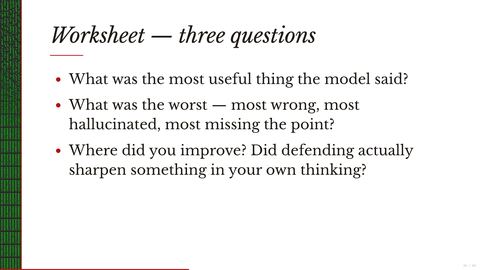 Worksheet — three questions
• What was the most useful thing the model said?
• What was the worst — most wrong, most
hallucinated, most missing the point?
• Where did you improve? Did defending actually
sharpen something in your own thinking?